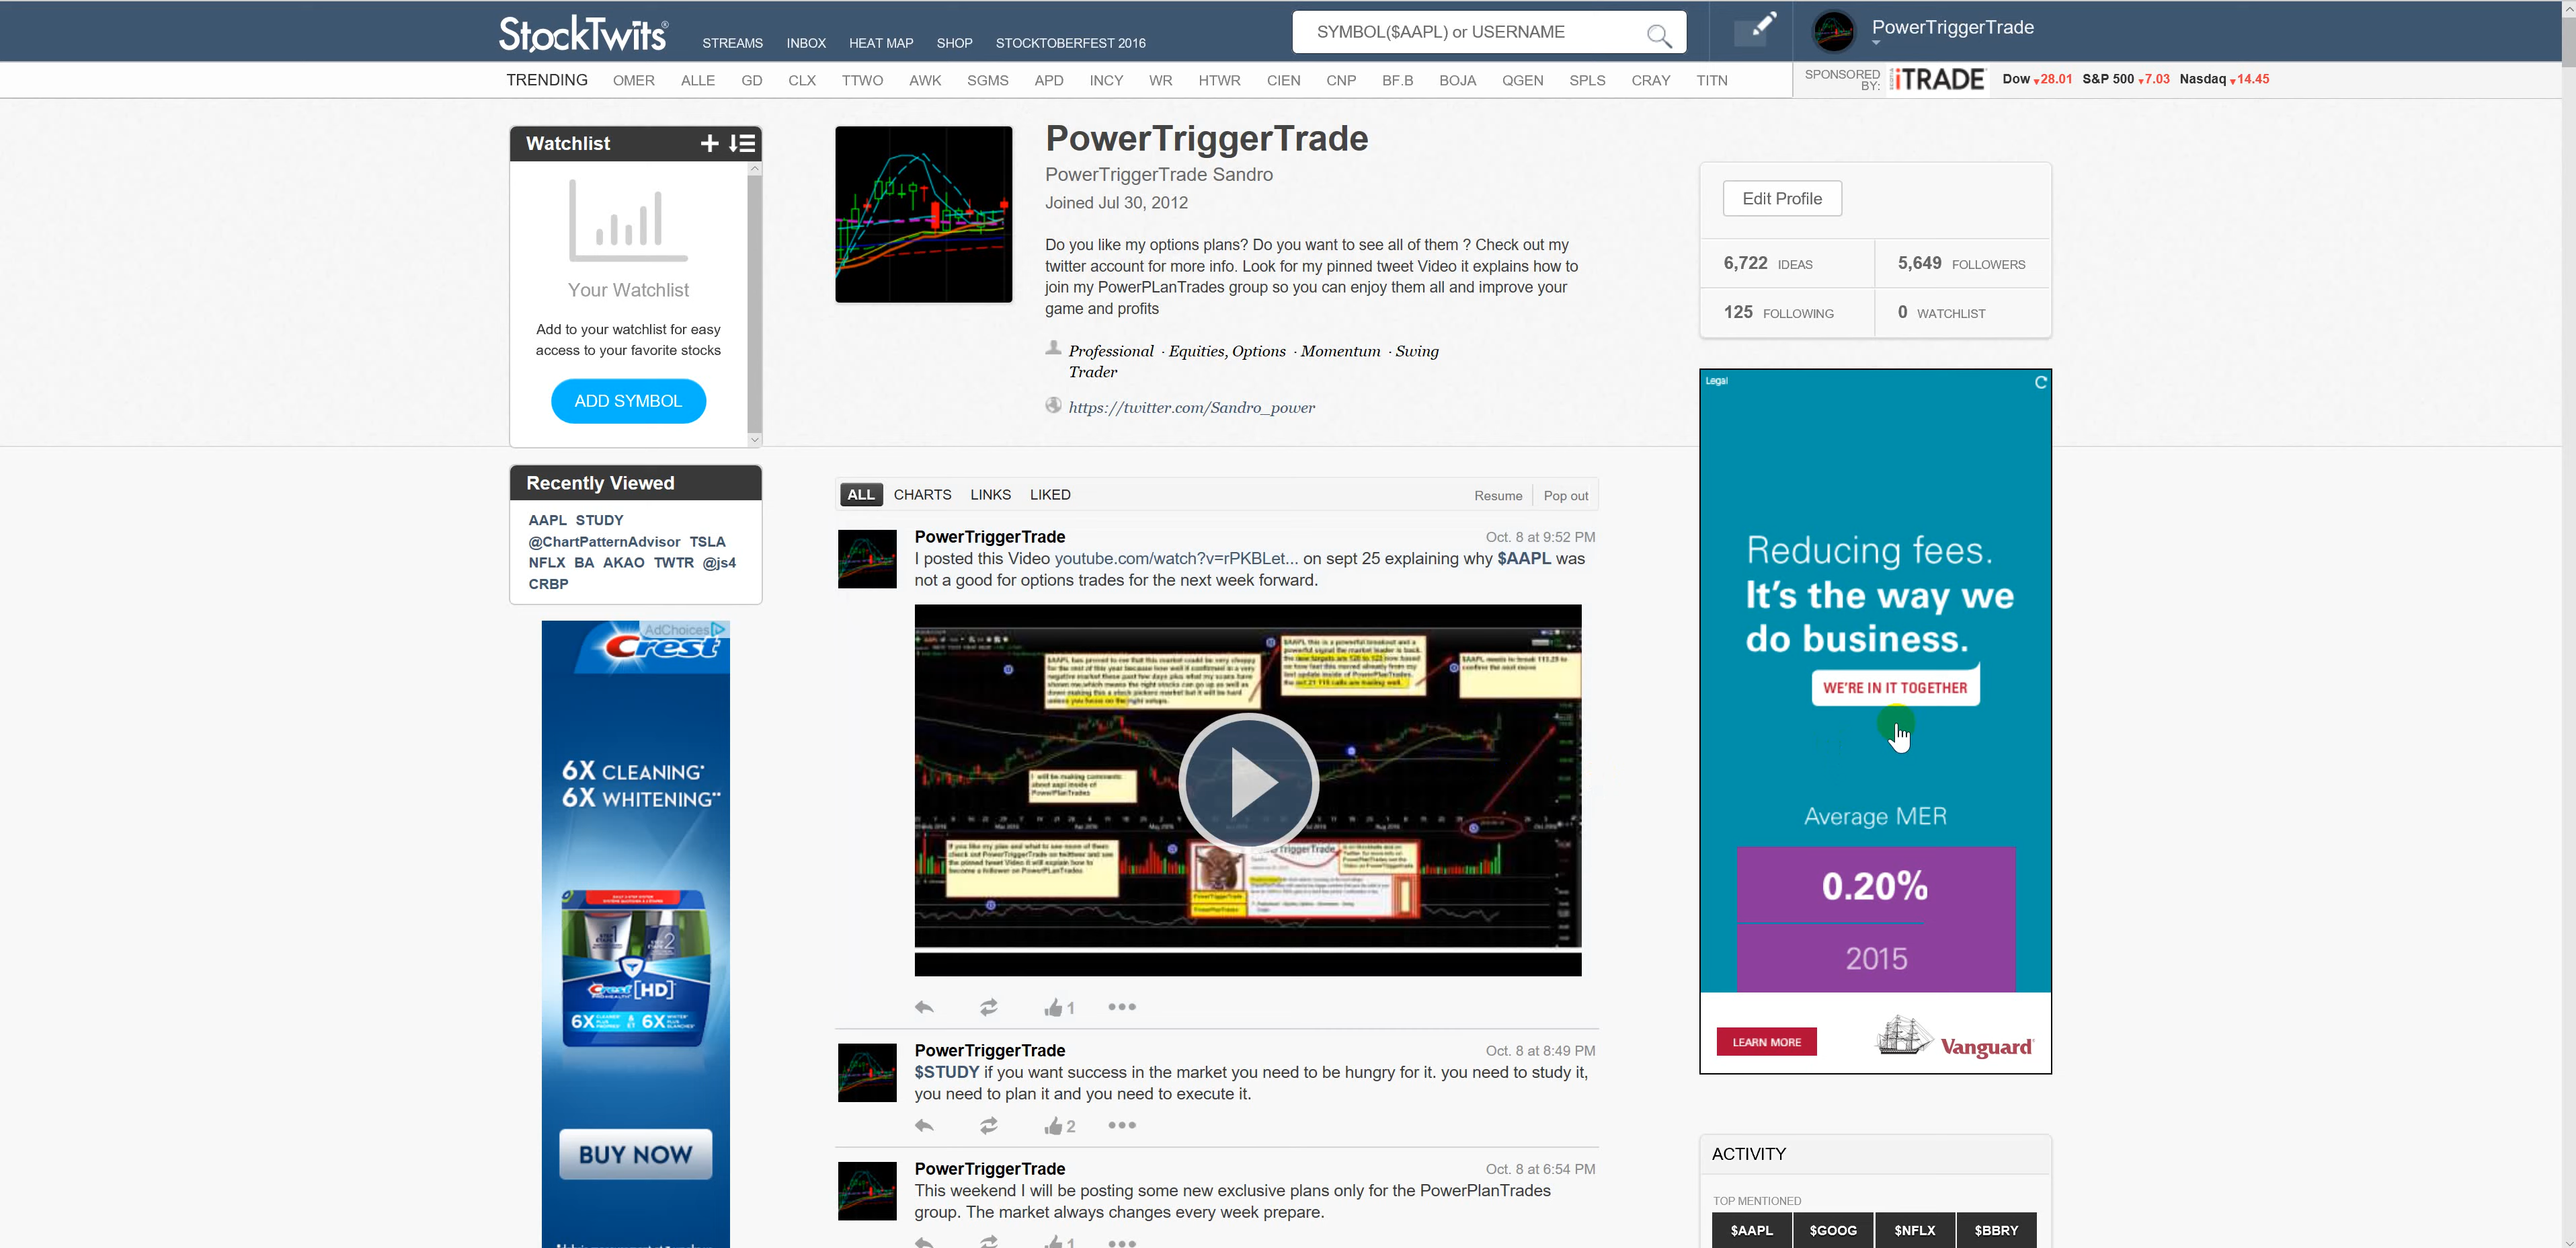 StockTwits
STREAMS INBOX HEAT MAP SHOP STOCKTOBERFEST 2016
SYMBOL($AAPL) or USERNAME
PowerTriggerTrade
TRENDING OMER ALLE GD CLX TTWO AWK SGMS APD INCY WR HTWR CIEN CNP BF.B BOJA QGEN SPLS CRAY TITN
SPONSORED BY: iTRADE
Dow 28.01 S&P 500 7.03 Nasdaq 14.45
Watchlist
Your Watchlist
Add to your watchlist for easy
access to your favorite stocks
ADD SYMBOL
Recently Viewed
AAPL STUDY
@ChartPatternAdvisor TSLA
NFLX BA AKAO TWTR @js4
CRBP
AdChoices
Crest
6X CLEANING*
6X WHITENING**
Crest
[HD]
6X & 6X
BUY NOW
PowerTriggerTrade
PowerTriggerTrade Sandro
Joined Jul 30, 2012
Do you like my options plans? Do you want to see all of them ? Check out my
twitter account for more info. Look for my pinned tweet Video it explains how to
join my PowerPLanTrades group so you can enjoy them all and improve your
game and profits
Professional · Equities, Options · Momentum · Swing
Trader
https://twitter.com/Sandro_power
ALL CHARTS LINKS LIKED
Resume Pop out
PowerTriggerTrade
Oct. 8 at 9:52 PM
I posted this Video youtube.com/watch?v=rPKBLet... on sept 25 explaining why $AAPL was
not a good for options trades for the next week forward.
I will be making comments
about aapl inside of
PowerPlanTrades
1
PowerTriggerTrade
Oct. 8 at 8:49 PM
$STUDY if you want success in the market you need to be hungry for it. you need to study it,
you need to plan it and you need to execute it.
2
PowerTriggerTrade
Oct. 8 at 6:54 PM
This weekend I will be posting some new exclusive plans only for the PowerPlanTrades
group. The market always changes every week prepare.
1
Edit Profile
6,722 IDEAS
5,649 FOLLOWERS
125 FOLLOWING
0 WATCHLIST
Legal
Reducing fees.
It's the way we
do business.
WE'RE IN IT TOGETHER
Average MER
0.20%
2015
LEARN MORE
Vanguard
ACTIVITY
TOP MENTIONED
$AAPL $GOOG $NFLX $BBRY